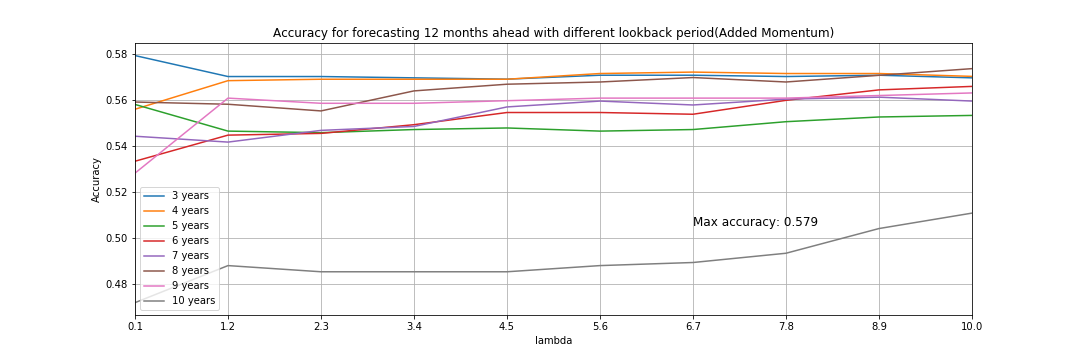 Accuracy for forecasting 12 months ahead with different lookback period(Added Momentum)
0.58
0.56
0.54
0.52
0.50
0.48
Accuracy
3 years
4 years
5 years
6 years
7 years
8 years
9 years
10 years
Max accuracy: 0.579
0.1 1.2 2.3 3.4 4.5 5.6 6.7 7.8 8.9 10.0
lambda